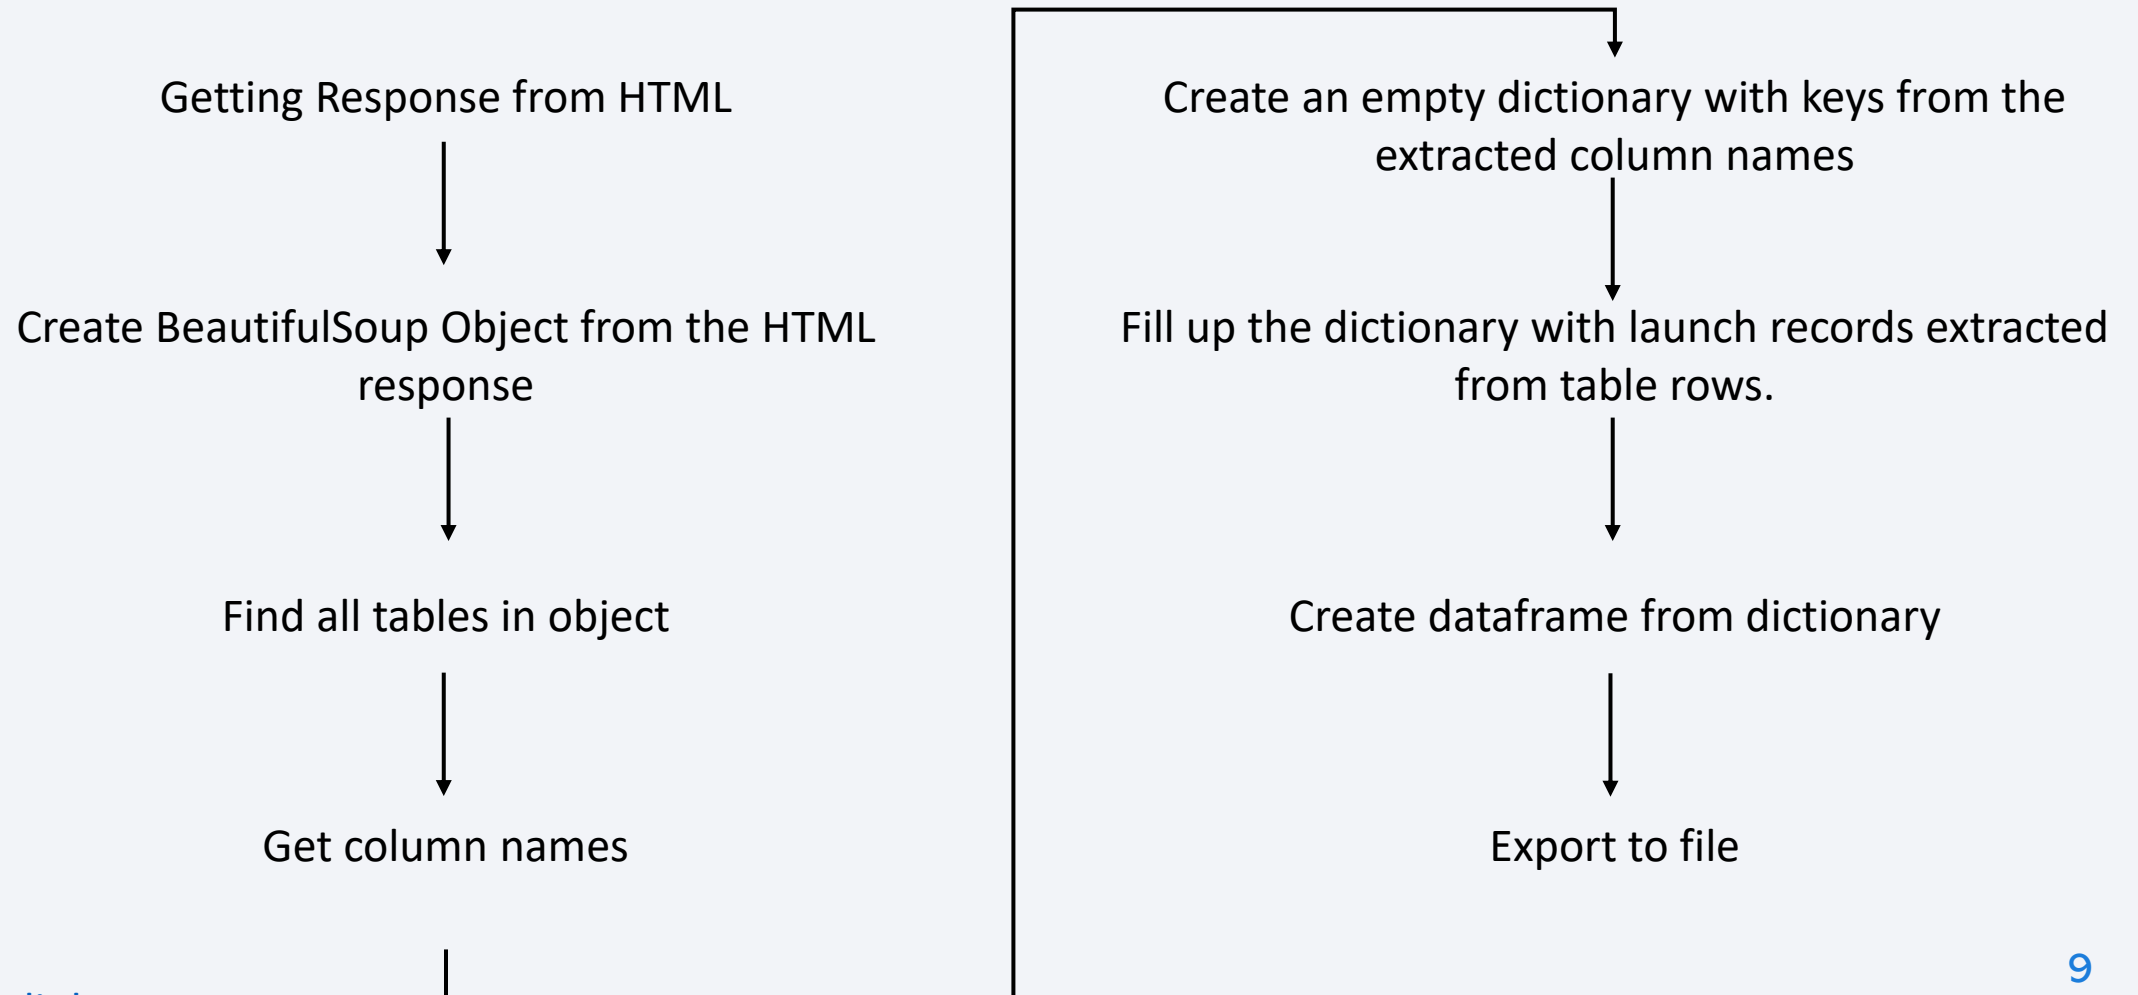 Getting Response from HTML
Create BeautifulSoup Object from the HTML
response
Find all tables in object
Get column names
Create an empty dictionary with keys from the
extracted column names
Fill up the dictionary with launch records extracted
from table rows.
Create dataframe from dictionary
Export to file
9